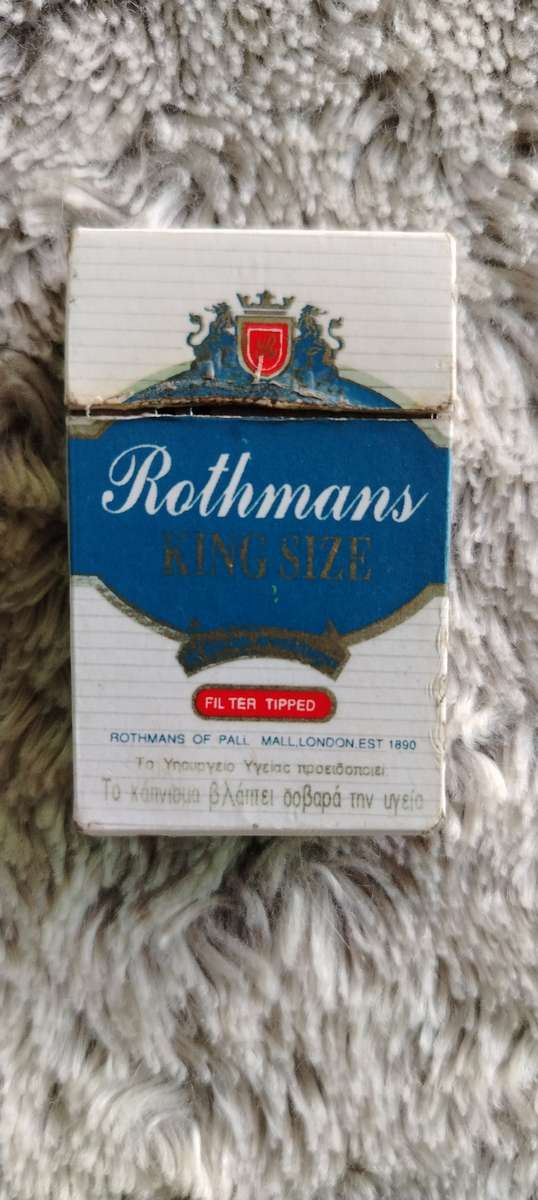 Rothmans
KING SIZE
FILTER TIPPED
ROTHMANS OF PALL MALL, LONDON. EST 1890
Το Υπουργείο Υγείας προειδοποιεί
Το κάπνισμα βλάπτει σοβαρά την υγεία